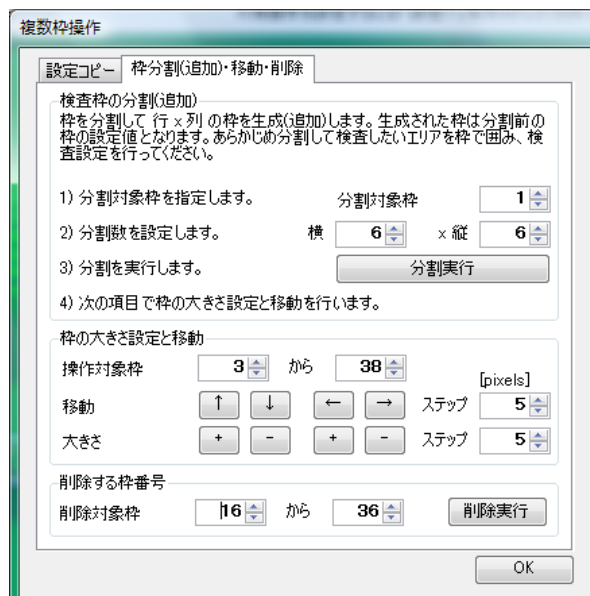 複数枠操作
設定コピー 枠分割(追加)・移動・削除
検査枠の分割(追加)
枠を分割して 行 x 列 の枠を生成(追加)します。生成された枠は分割前の
枠の設定値となります。あらかじめ分割して検査したいエリアを枠で囲み、検
査設定を行ってください。
1) 分割対象枠を指定します。 分割対象枠 1
2) 分割数を設定します。 横 6 x 縦 6
3) 分割を実行します。 分割実行
4) 次の項目で枠の大きさ設定と移動を行います。
枠の大きさ設定と移動
操作対象枠 3 から 38
[pixels]
移動 ↑ ↓ ← → ステップ 5
大きさ + - + - ステップ 5
削除する枠番号
削除対象枠 16 から 36 削除実行
OK